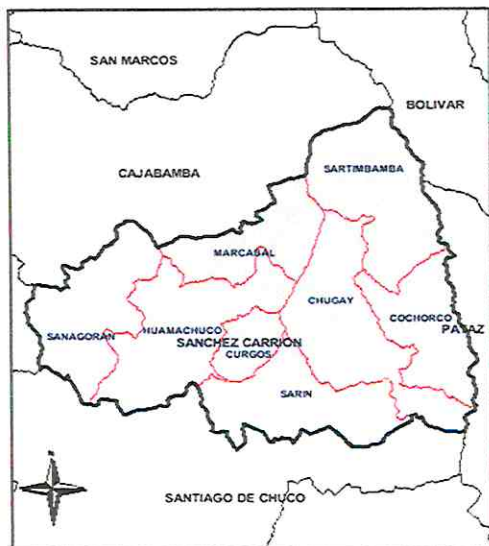 SAN MARCOS
BOLIVAR
SARTIMBAMBA
CAJABAMBA
MARCABAL
CHUGAY
COCHORCO
PATAZ
SANAGORAN
HUAMACHUCO
SANCHEZ CARRION
CURGOS
SARIN
SANTIAGO DE CHUCO